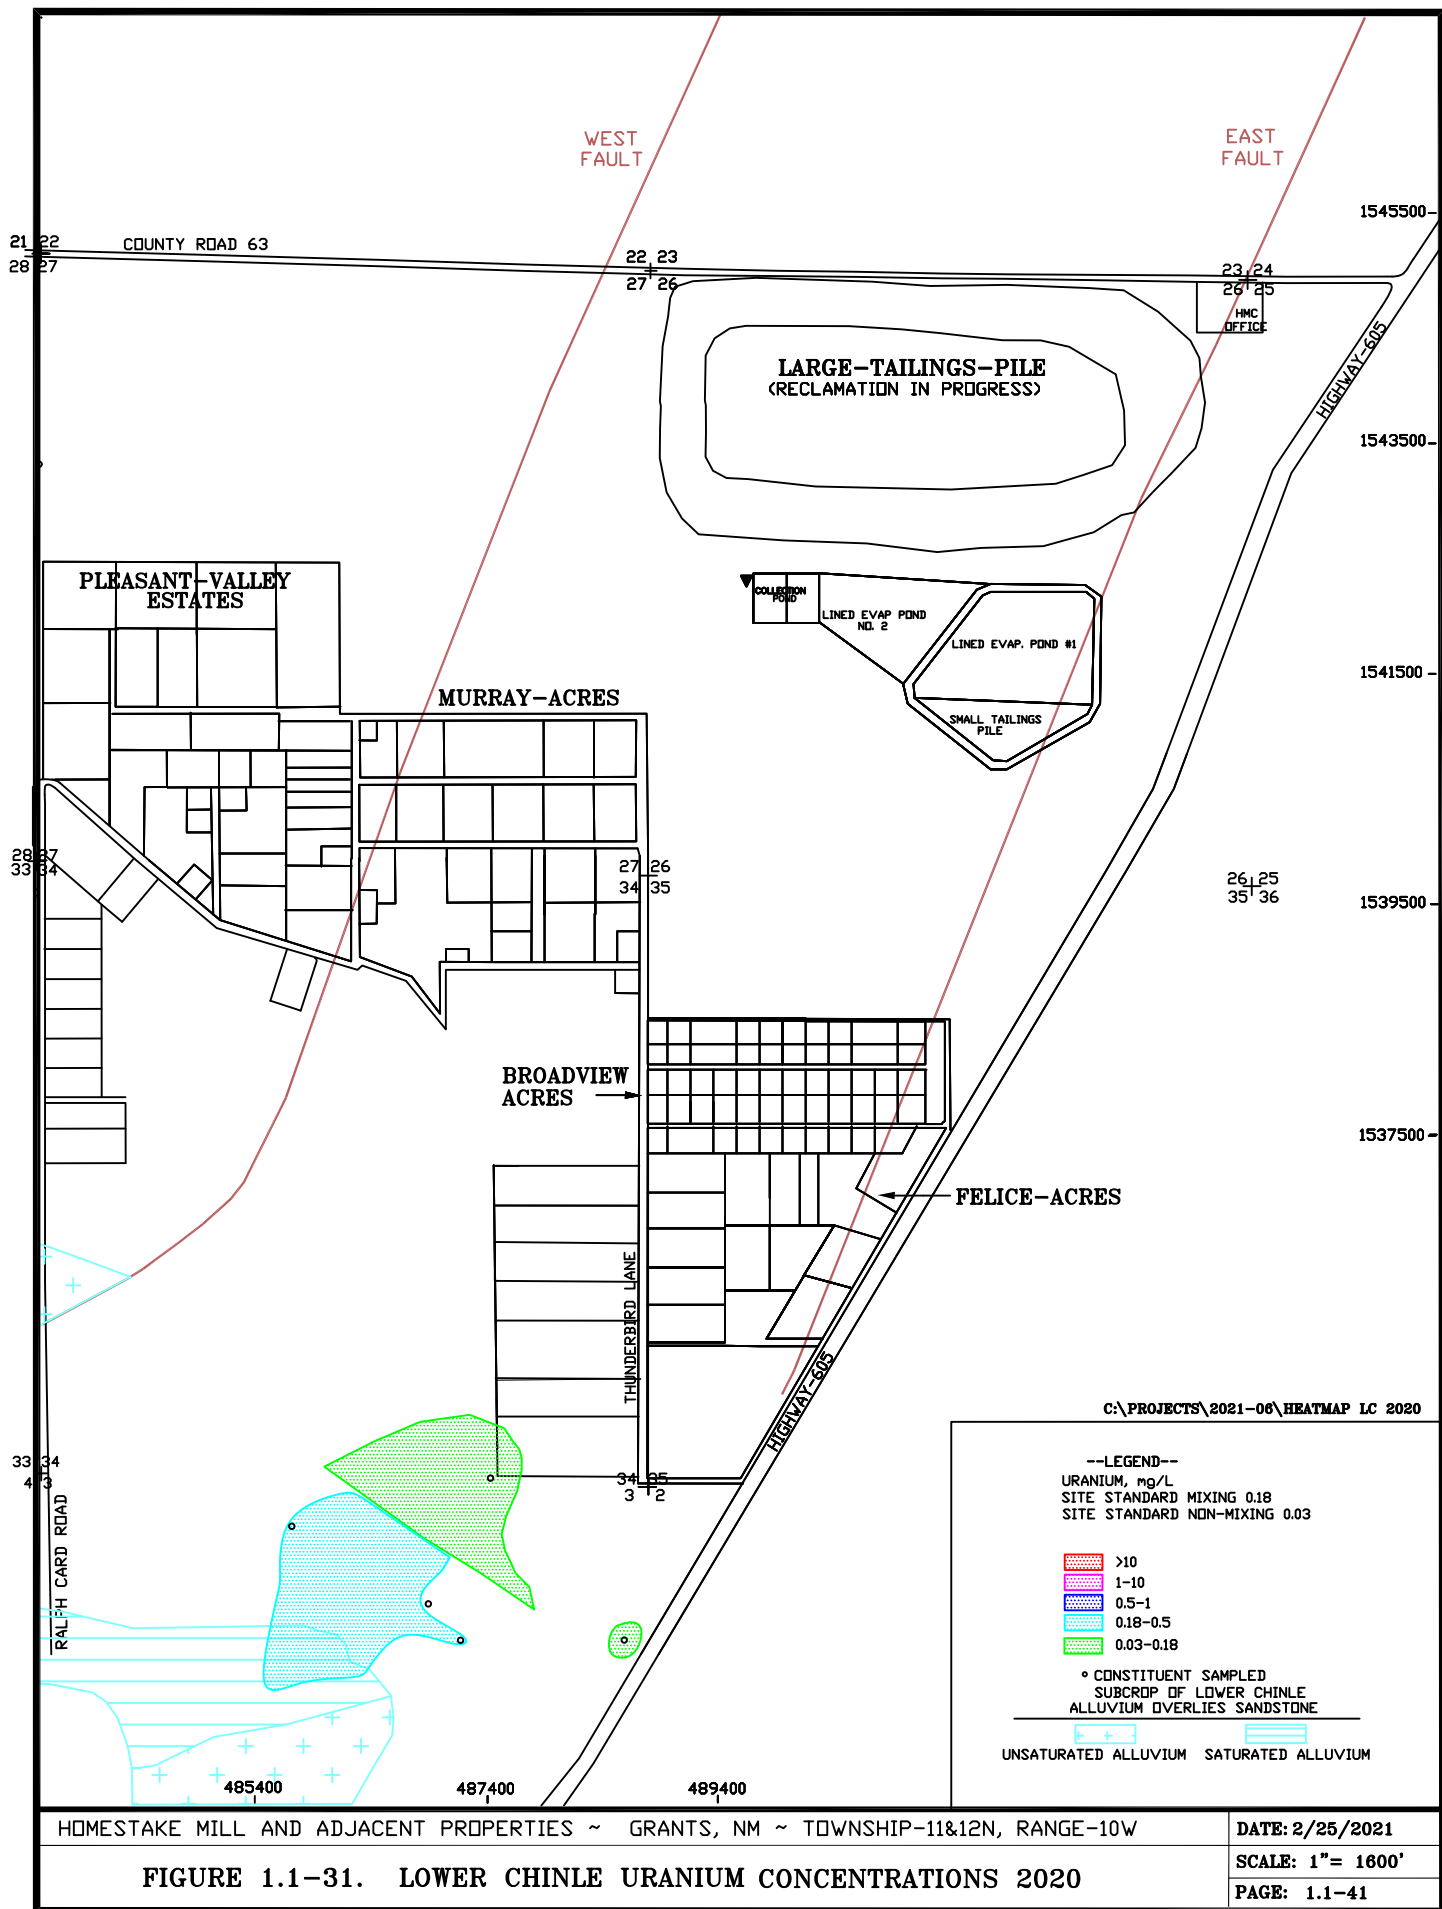 WEST
FAULT
EAST
FAULT
1545500
21 22
28 27
COUNTY ROAD 63
22 23
27 26
23 24
26 25
HMC
OFFICE
HIGHWAY-605
LARGE-TAILINGS-PILE
(RECLAMATION IN PROGRESS)
1543500
PLEASANT-VALLEY
ESTATES
COLLECTION
POND
LINED EVAP POND
NO. 2
LINED EVAP. POND #1
1541500
MURRAY-ACRES
SMALL TAILINGS
PILE
28 27
33 34
27 26
34 35
26 25
35 36
1539500
BROADVIEW
ACRES
1537500
FELICE-ACRES
THUNDERBIRD LANE
HIGHWAY-605
C:\PROJECTS\2021-06\HEATMAP LC 2020
33 34
4 3
34 35
3 2
RALPH CARD ROAD
--LEGEND--
URANIUM, mg/L
SITE STANDARD MIXING 0.18
SITE STANDARD NON-MIXING 0.03
>10
1-10
0.5-1
0.18-0.5
0.03-0.18
CONSTITUENT SAMPLED
SUBCROP OF LOWER CHINLE
ALLUVIUM OVERLIES SANDSTONE
UNSATURATED ALLUVIUM SATURATED ALLUVIUM
485400
487400
489400
HOMESTAKE MILL AND ADJACENT PROPERTIES ~ GRANTS, NM ~ TOWNSHIP-11&12N, RANGE-10W
DATE: 2/25/2021
FIGURE 1.1-31. LOWER CHINLE URANIUM CONCENTRATIONS 2020
SCALE: 1"= 1600'
PAGE: 1.1-41